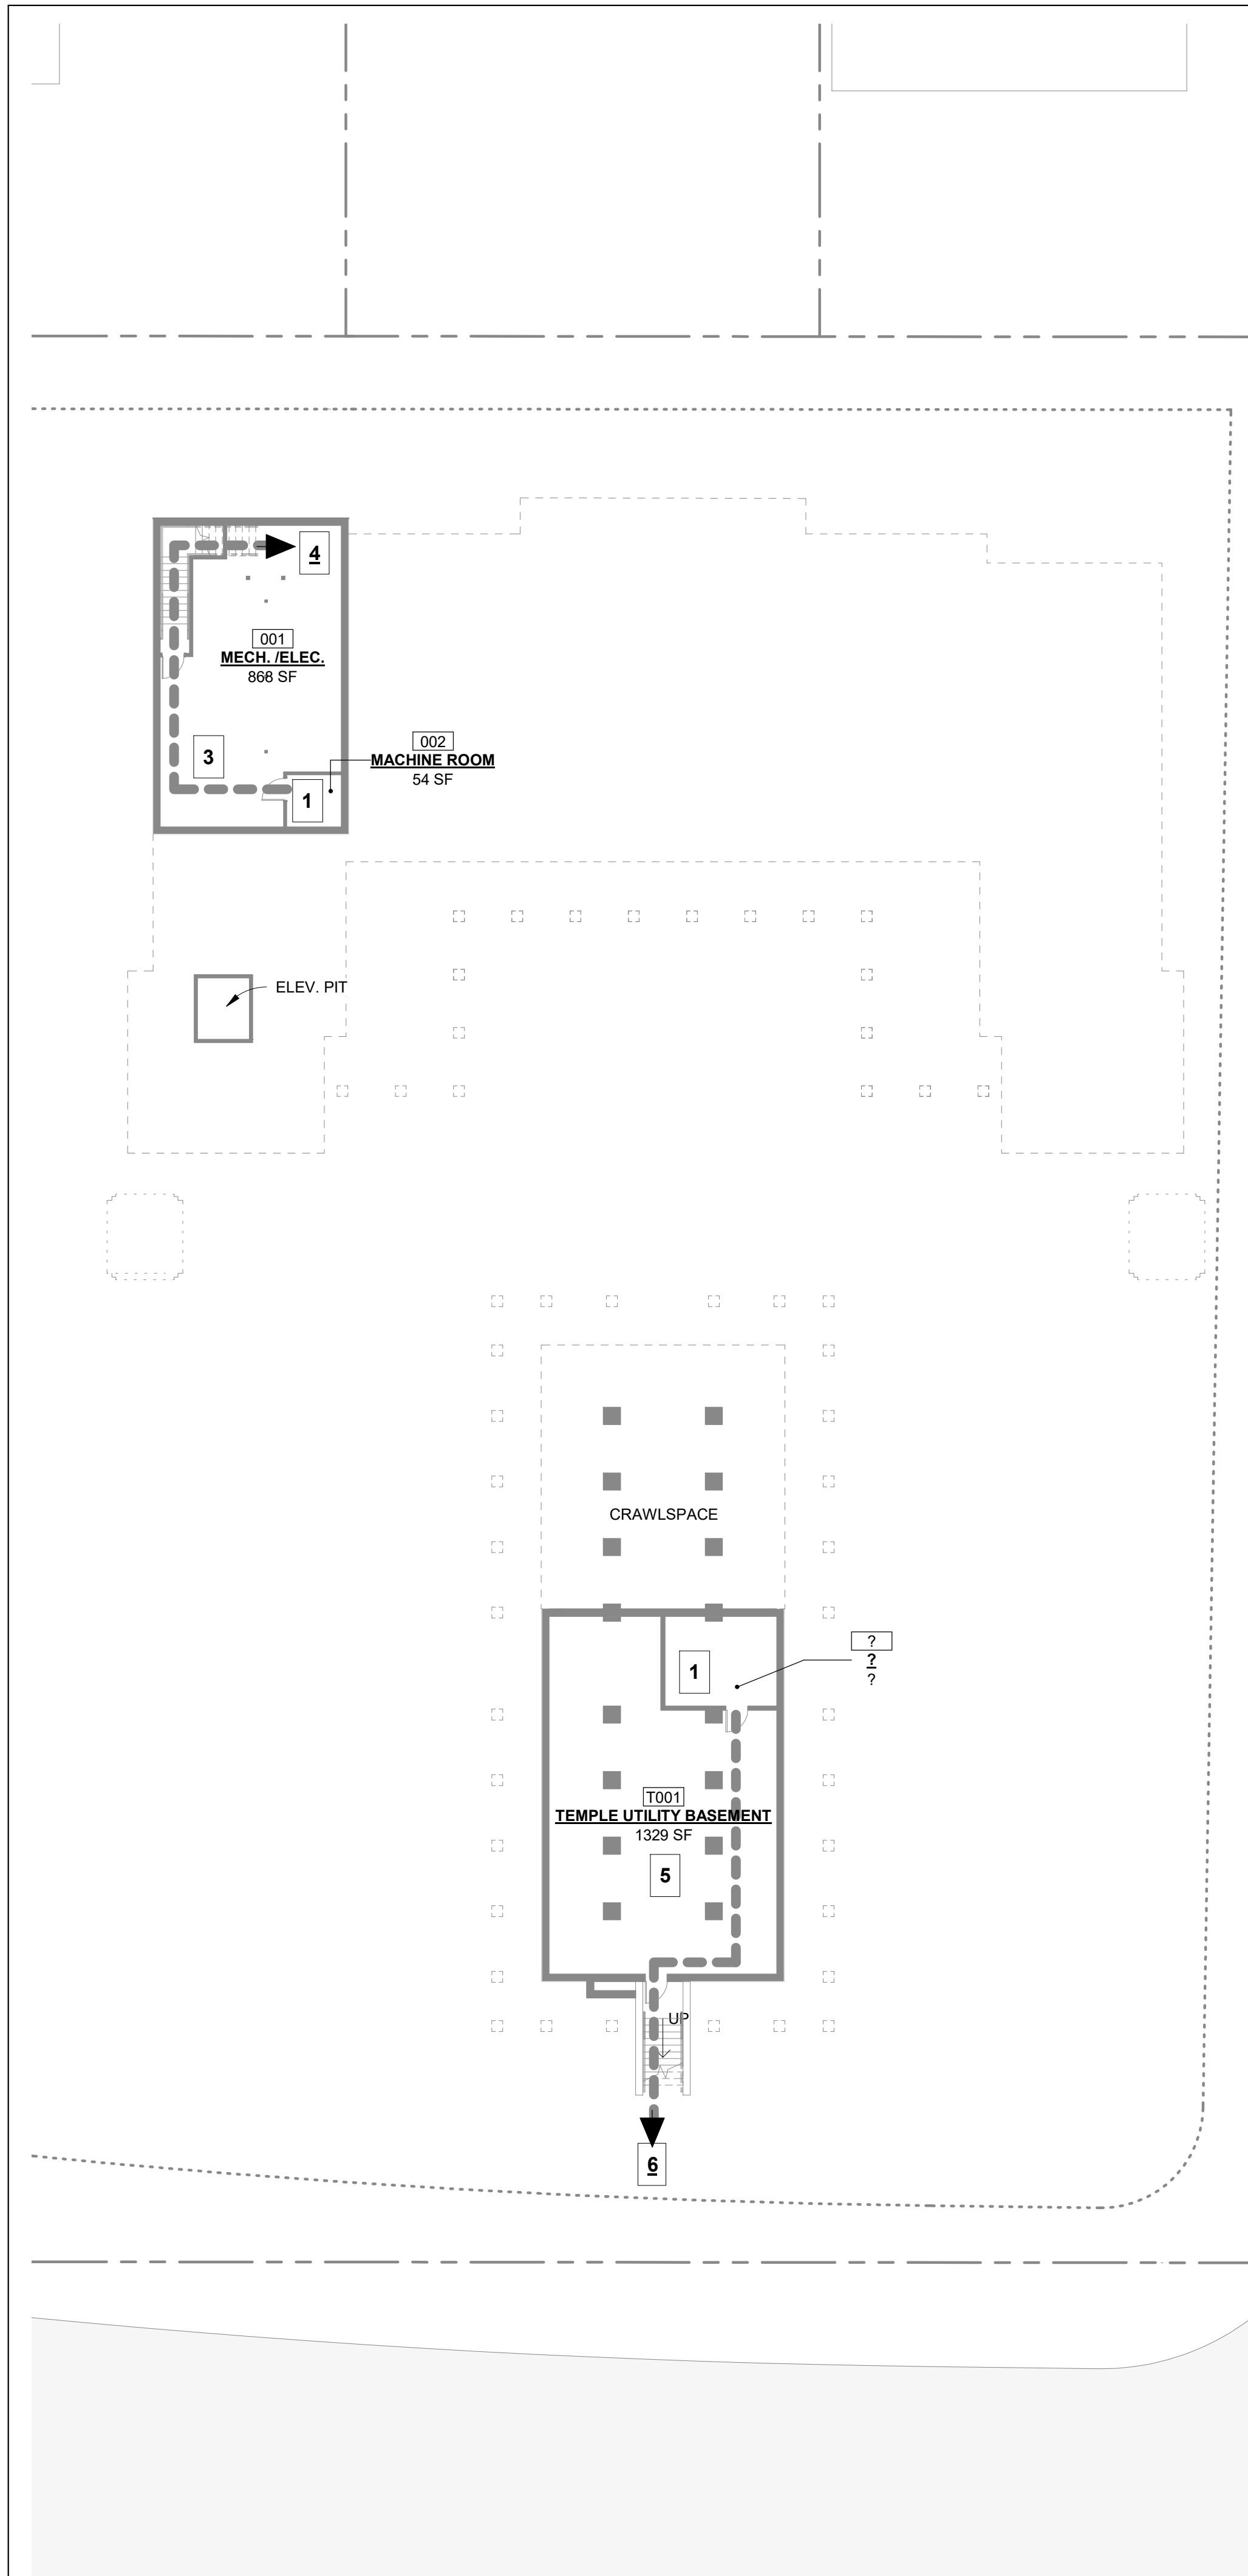 4
001
MECH. /ELEC.
868 SF
3
1
002
MACHINE ROOM
54 SF
ELEV. PIT
CRAWLSPACE
1
?
?
?
T001
TEMPLE UTILITY BASEMENT
1329 SF
5
UP
6